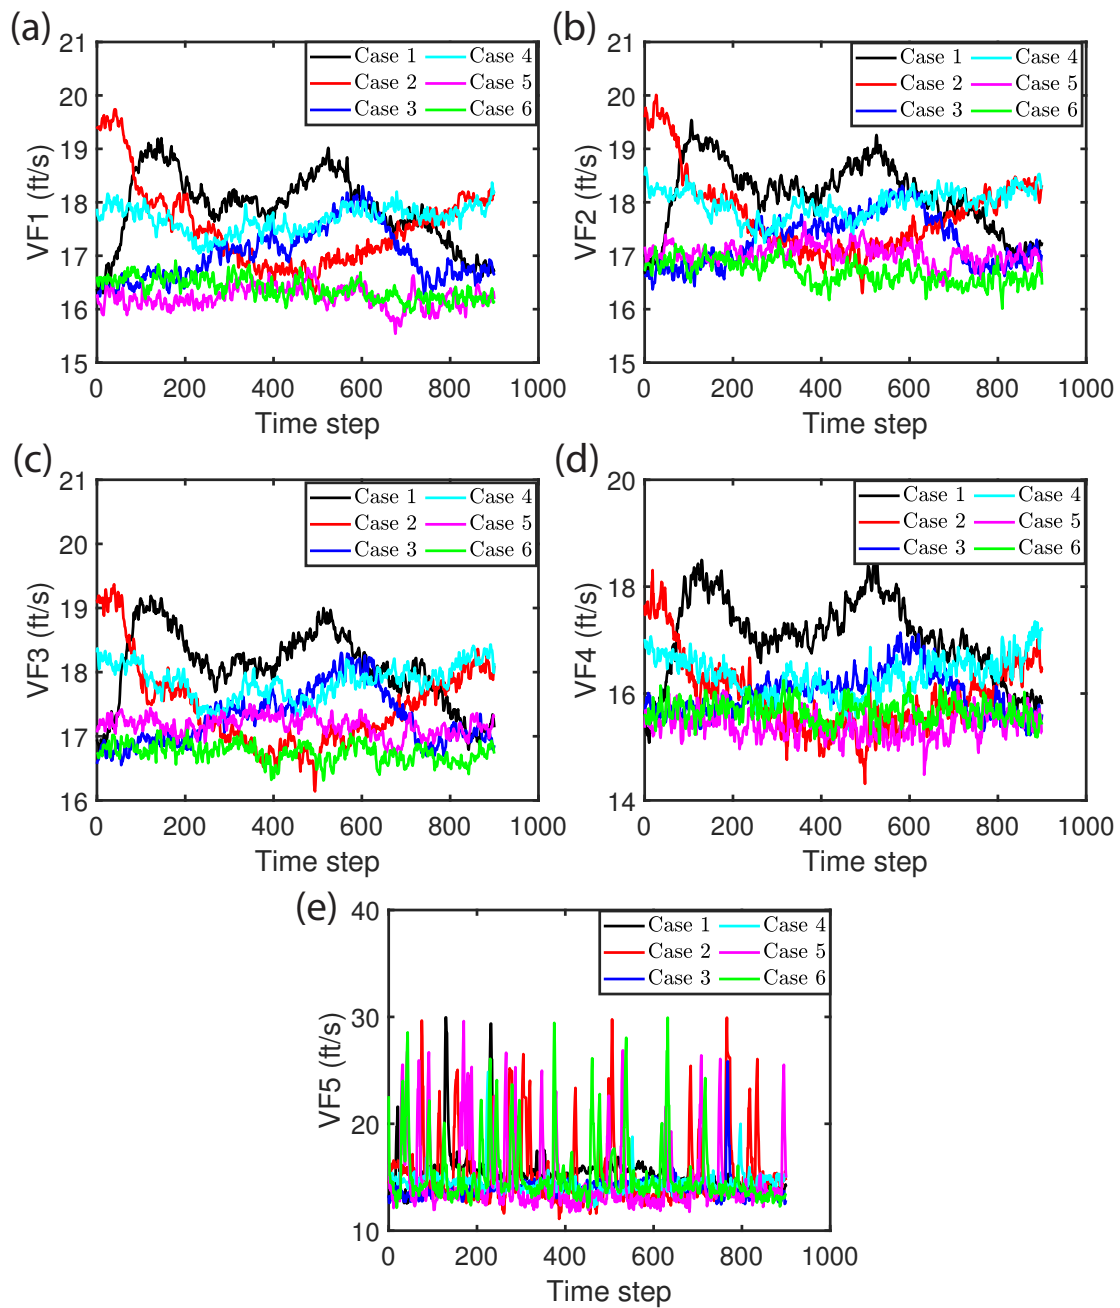 (a)
21
20
19
18
17
16
15
VF1 (ft/s)
0 200 400 600 800 1000
Time step
Case 1 Case 4
Case 2 Case 5
Case 3 Case 6
(b)
21
20
19
18
17
16
15
VF2 (ft/s)
0 200 400 600 800 1000
Time step
Case 1 Case 4
Case 2 Case 5
Case 3 Case 6
(c)
21
20
19
18
17
16
VF3 (ft/s)
0 200 400 600 800 1000
Time step
Case 1 Case 4
Case 2 Case 5
Case 3 Case 6
(d)
20
18
16
14
VF4 (ft/s)
0 200 400 600 800 1000
Time step
Case 1 Case 4
Case 2 Case 5
Case 3 Case 6
(e)
40
30
20
10
VF5 (ft/s)
0 200 400 600 800 1000
Time step
Case 1 Case 4
Case 2 Case 5
Case 3 Case 6